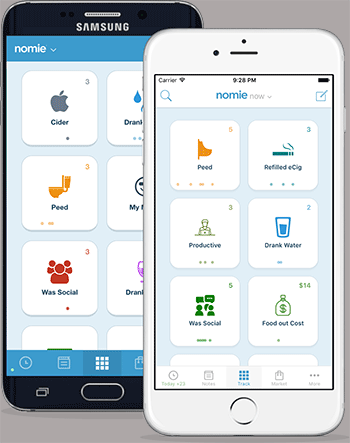 SAMSUNG
nomie
3
Cider
Drank
3
Peed
My
3
Was Social
Drank
Carrier
9:28 PM
nomie now
5
Peed
3
Refilled eCig
3
Productive
2
Drank Water
5
Was Social
$14
Food out Cost
Today +23
Notes
Track
Market
More